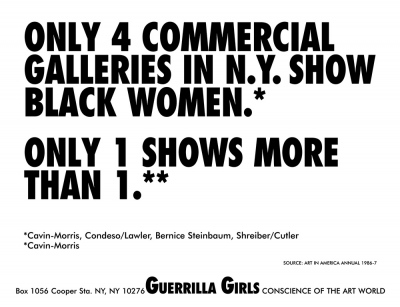 ONLY 4 COMMERCIAL
GALLERIES IN N.Y. SHOW
BLACK WOMEN.*
ONLY 1 SHOWS MORE
THAN 1.**
*Cavin-Morris, Condeso/Lawler, Bernice Steinbaum, Shreiber/Cutler
*Cavin-Morris
SOURCE: ART IN AMERICA ANNUAL 1986-7
Box 1056 Cooper Sta. NY, NY 10276 GUERRILLA GIRLS CONSCIENCE OF THE ART WORLD